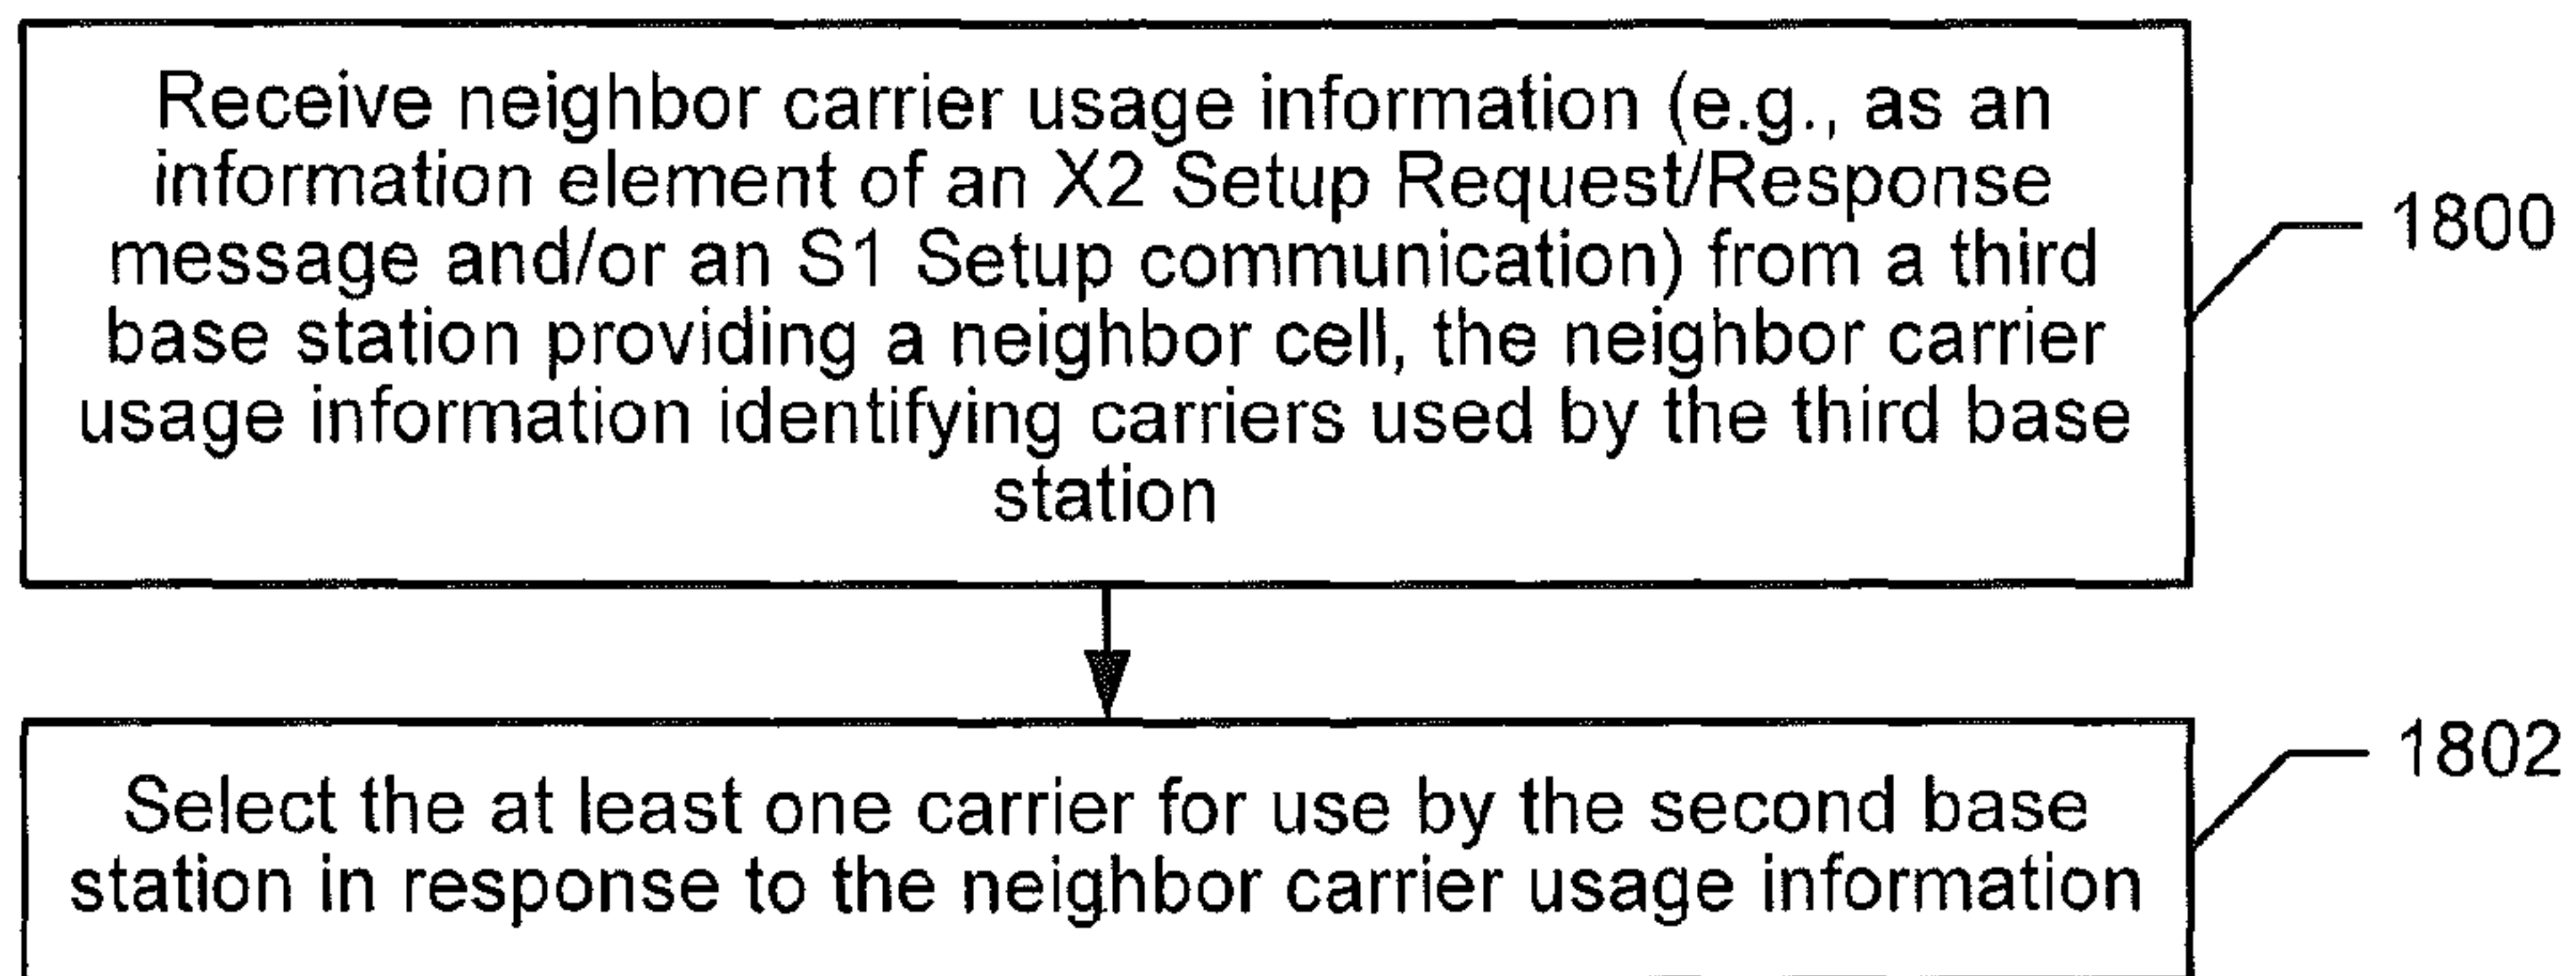 Receive neighbor carrier usage information (e.g., as an
information element of an X2 Setup Request/Response
message and/or an S1 Setup communication) from a third
base station providing a neighbor cell, the neighbor carrier
usage information identifying carriers used by the third base
station
1800
Select the at least one carrier for use by the second base
station in response to the neighbor carrier usage information
1802